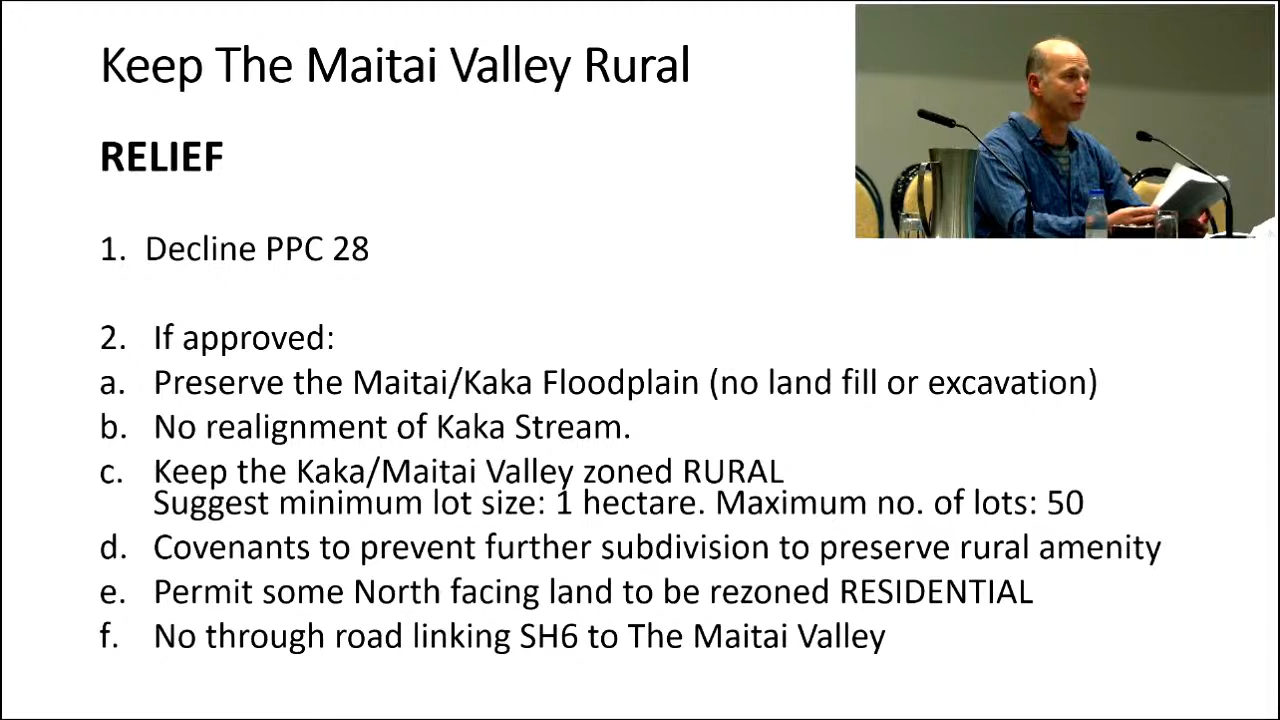 Keep The Maitai Valley Rural
RELIEF
1. Decline PPC 28
2. If approved:
a. Preserve the Maitai/Kaka Floodplain (no land fill or excavation)
b. No realignment of Kaka Stream.
c. Keep the Kaka/Maitai Valley zoned RURAL
Suggest minimum lot size: 1 hectare. Maximum no. of lots: 50
d. Covenants to prevent further subdivision to preserve rural amenity
e. Permit some North facing land to be rezoned RESIDENTIAL
f. No through road linking SH6 to The Maitai Valley